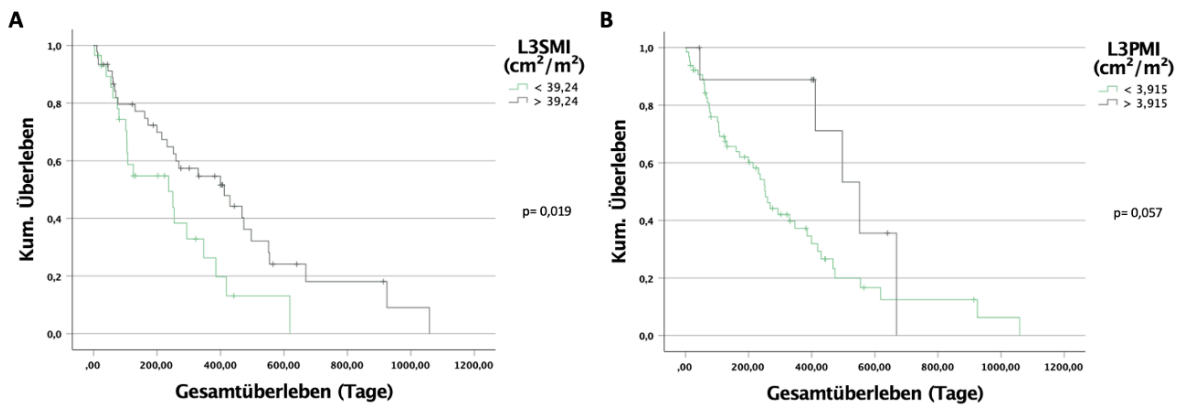 A
L3SMI
(cm²/m²)
< 39,24
> 39,24
p= 0,019
Kum. Überleben
1,0
0,8
0,6
0,4
0,2
0,0
,00 200,00 400,00 600,00 800,00 1000,00 1200,00
Gesamtüberleben (Tage)
B
L3PMI
(cm²/m²)
< 3,915
> 3,915
p= 0,057
Kum. Überleben
1,0
0,8
0,6
0,4
0,2
0,0
,00 200,00 400,00 600,00 800,00 1000,00 1200,00
Gesamtüberleben (Tage)